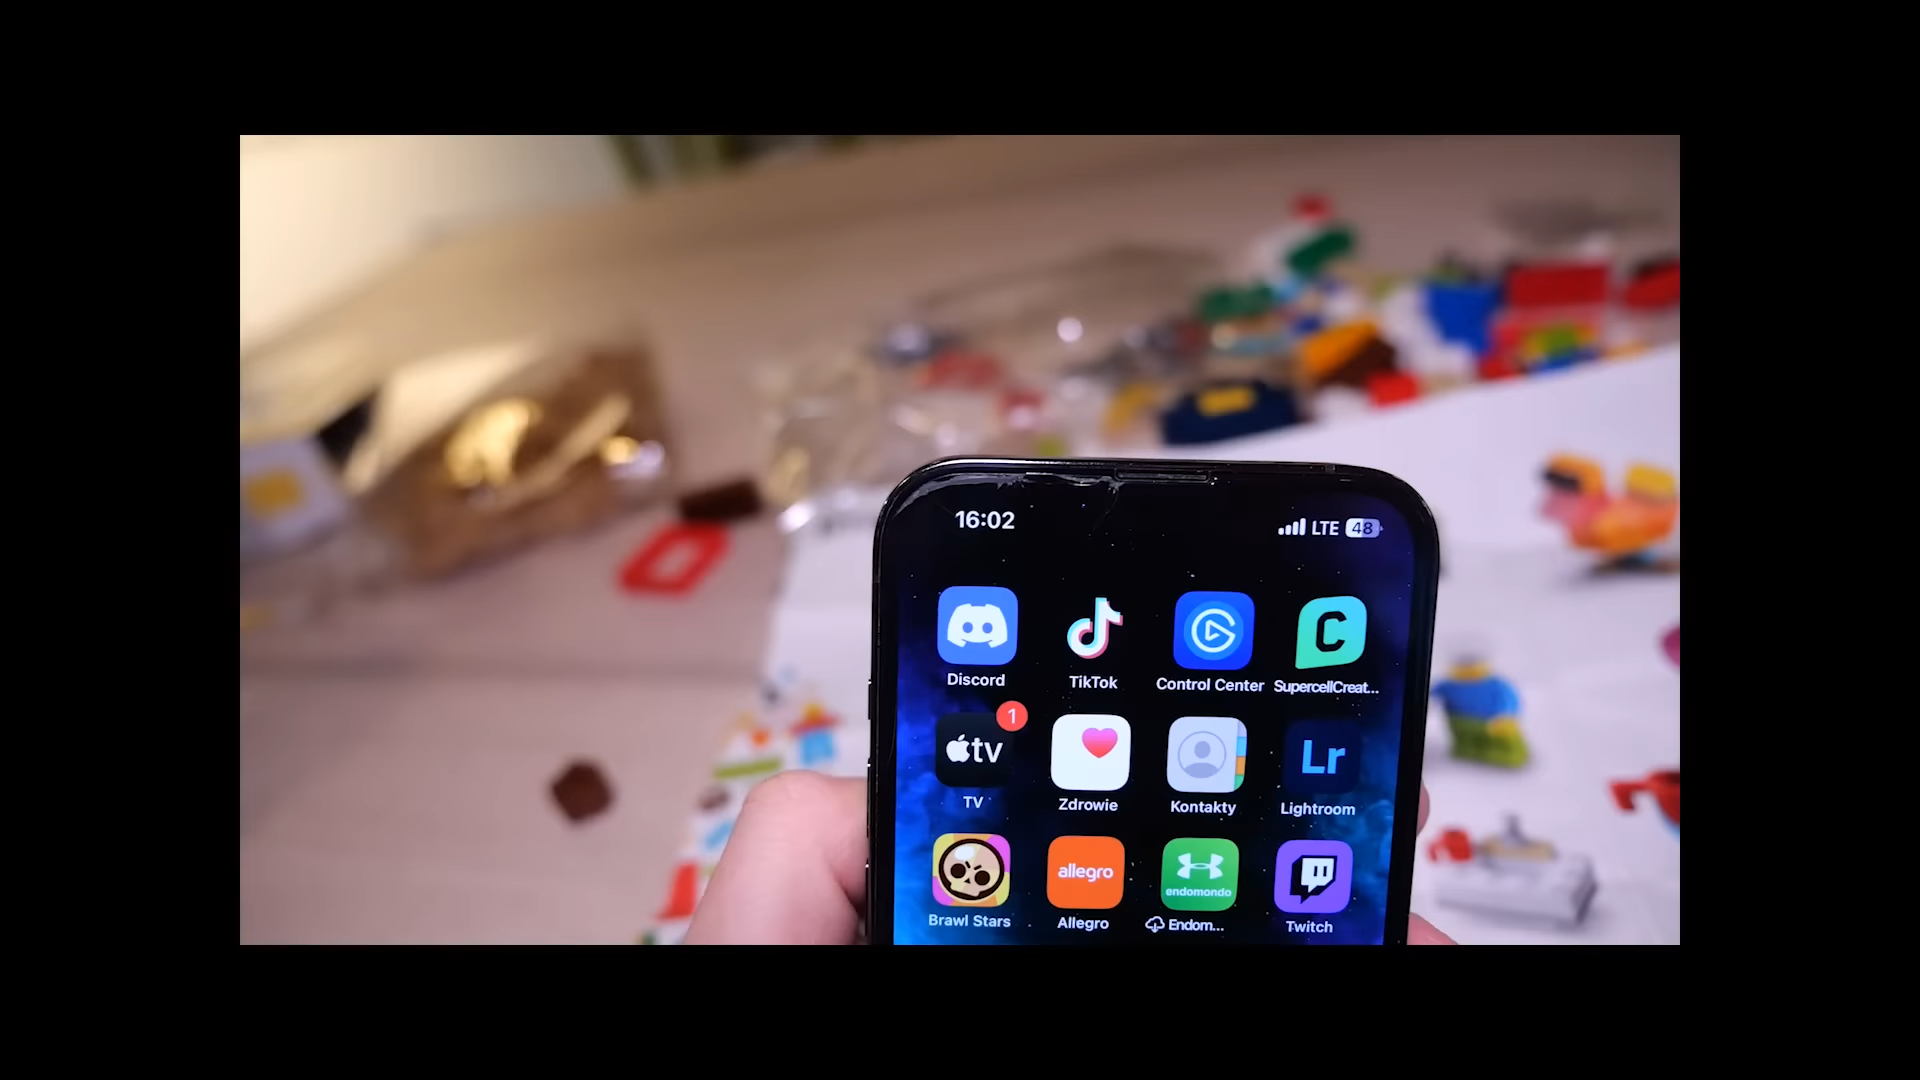 16:02 LTE 48
Discord TikTok Control Center SupercellCreat...
1
tv Lr
TV Zdrowie Kontakty Lightroom
allegro endomondo
Brawl Stars Allegro Endom... Twitch